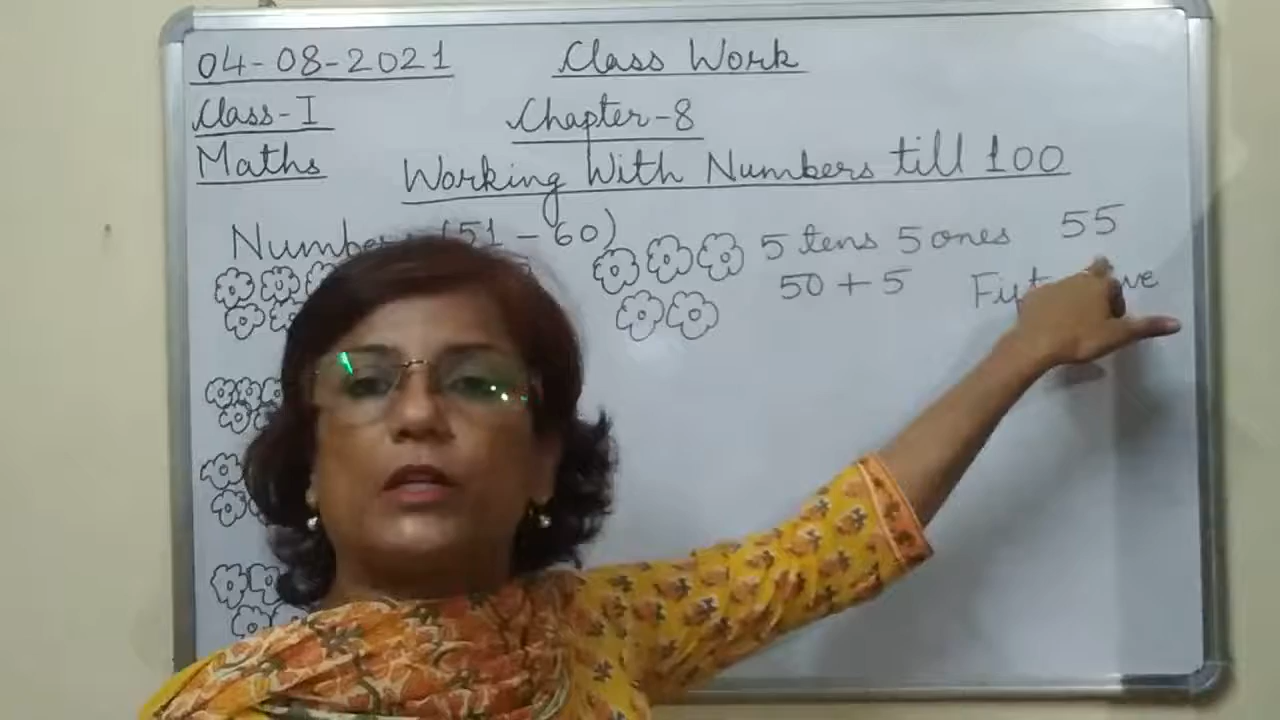 04-08-2021 Class Work
Class-I Chapter-8
Maths Working With Numbers till 100
Numbers (51-60)
5 tens 5 ones 55
50+5